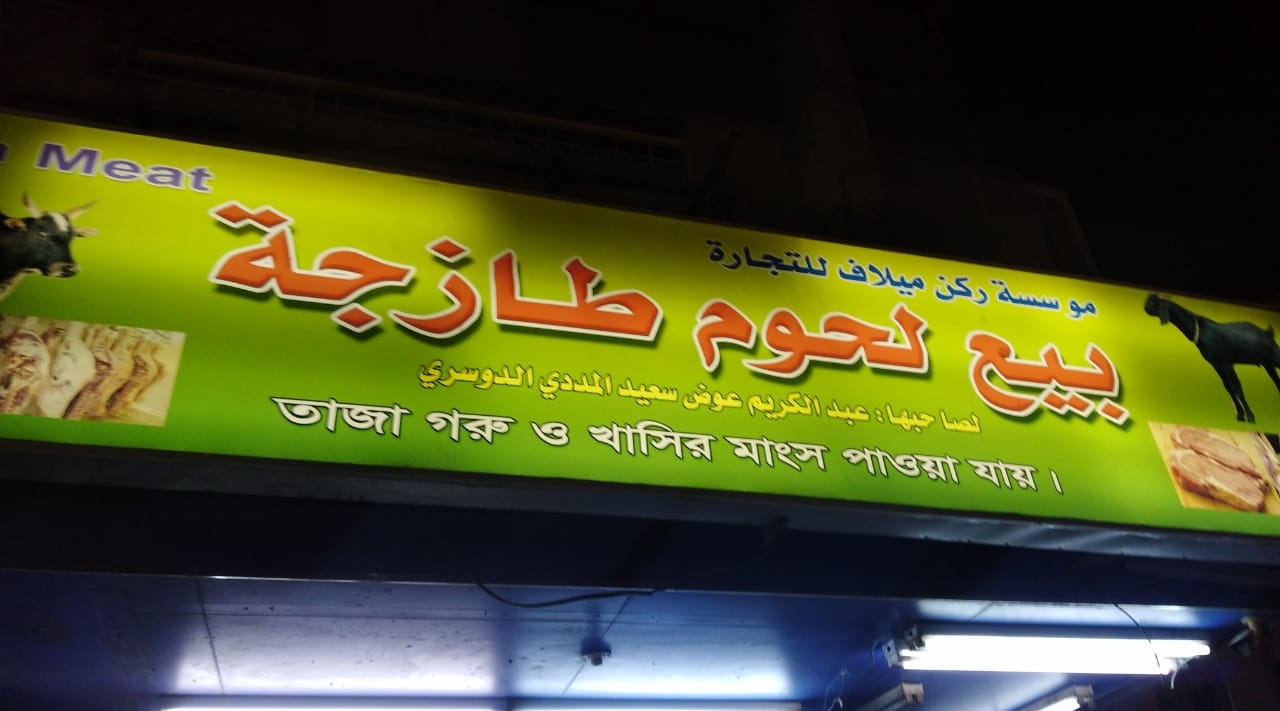 Meat
موسسة ركن ميلاف للتجارة
بيع لحوم طازجة
لصاحبها : عبد الكريم عوض سعيد المددي الدوسري
তাজা গরু ও খাসির মাংস পাওয়া যায়।